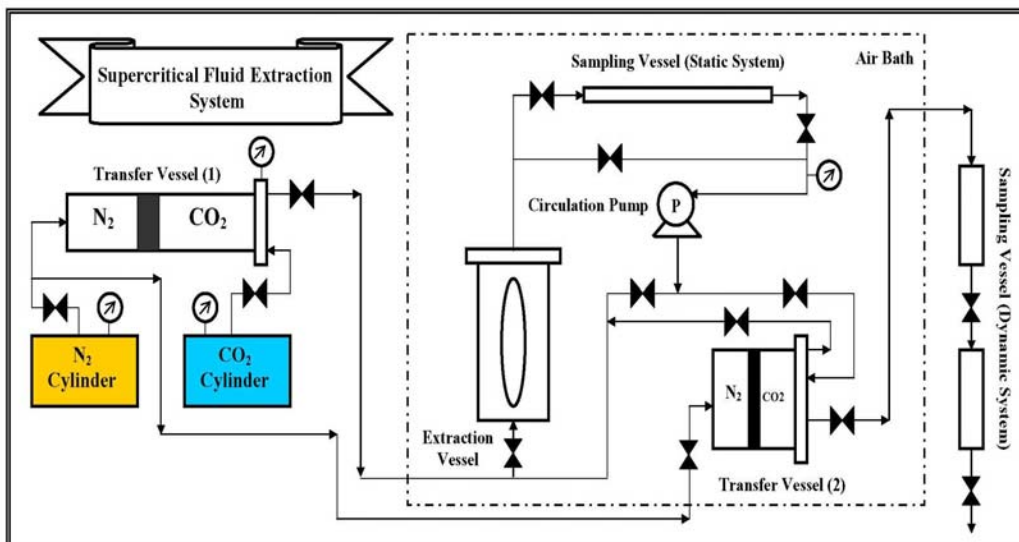 Supercritical Fluid Extraction
System
Sampling Vessel (Static System)
Air Bath
Transfer Vessel (1)
N₂
CO₂
Circulation Pump
P
N₂
Cylinder
CO₂
Cylinder
Extraction
Vessel
N₂
CO2
Transfer Vessel (2)
Sampling Vessel (Dynamic System)